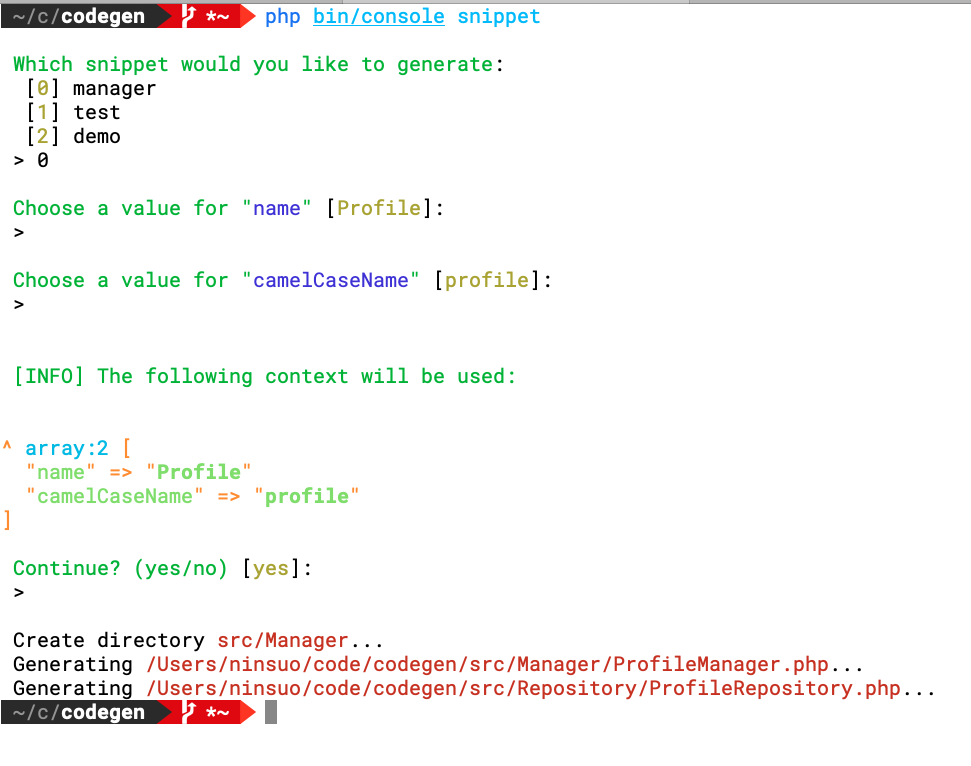 ~/c/codegen *~ php bin/console snippet
Which snippet would you like to generate:
[0] manager
[1] test
[2] demo
> 0
Choose a value for "name" [Profile]:
>
Choose a value for "camelCaseName" [profile]:
>
[INFO] The following context will be used:
^ array:2 [
"name" => "Profile"
"camelCaseName" => "profile"
]
Continue? (yes/no) [yes]:
>
Create directory src/Manager...
Generating /Users/ninsuo/code/codegen/src/Manager/ProfileManager.php...
Generating /Users/ninsuo/code/codegen/src/Repository/ProfileRepository.php...
~/c/codegen *~